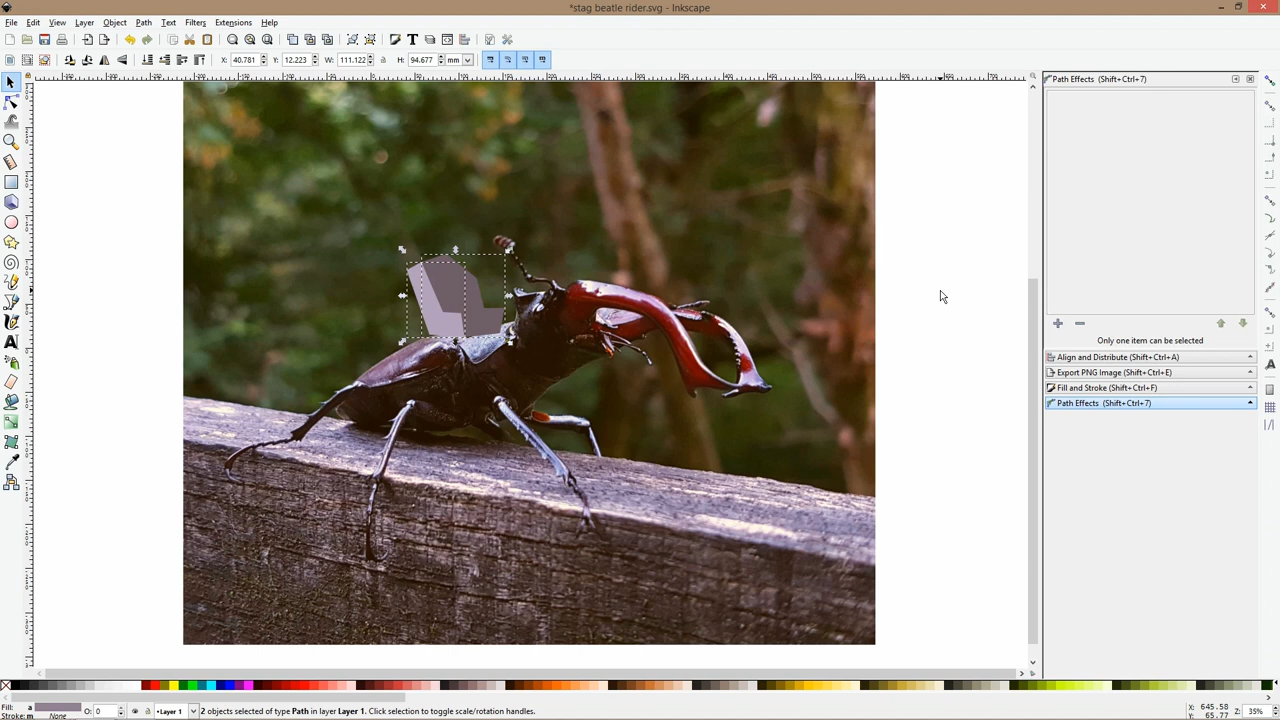 *stag beatle rider.svg - Inkscape
File Edit View Layer Object Path Text Filters Extensions Help
X: 40.781 Y: 12.223 W: 111.122 H: 94.677 mm
Path Effects (Shift+Ctrl+7)
Only one item can be selected
Align and Distribute (Shift+Ctrl+A)
Export PNG Image (Shift+Ctrl+E)
Fill and Stroke (Shift+Ctrl+F)
Path Effects (Shift+Ctrl+7)
Fill: a O: 0 •Layer 1 2 objects selected of type Path in layer Layer 1. Click selection to toggle scale/rotation handles. X: 645.58 Z: 35%
Stroke: m None Y: 65.77